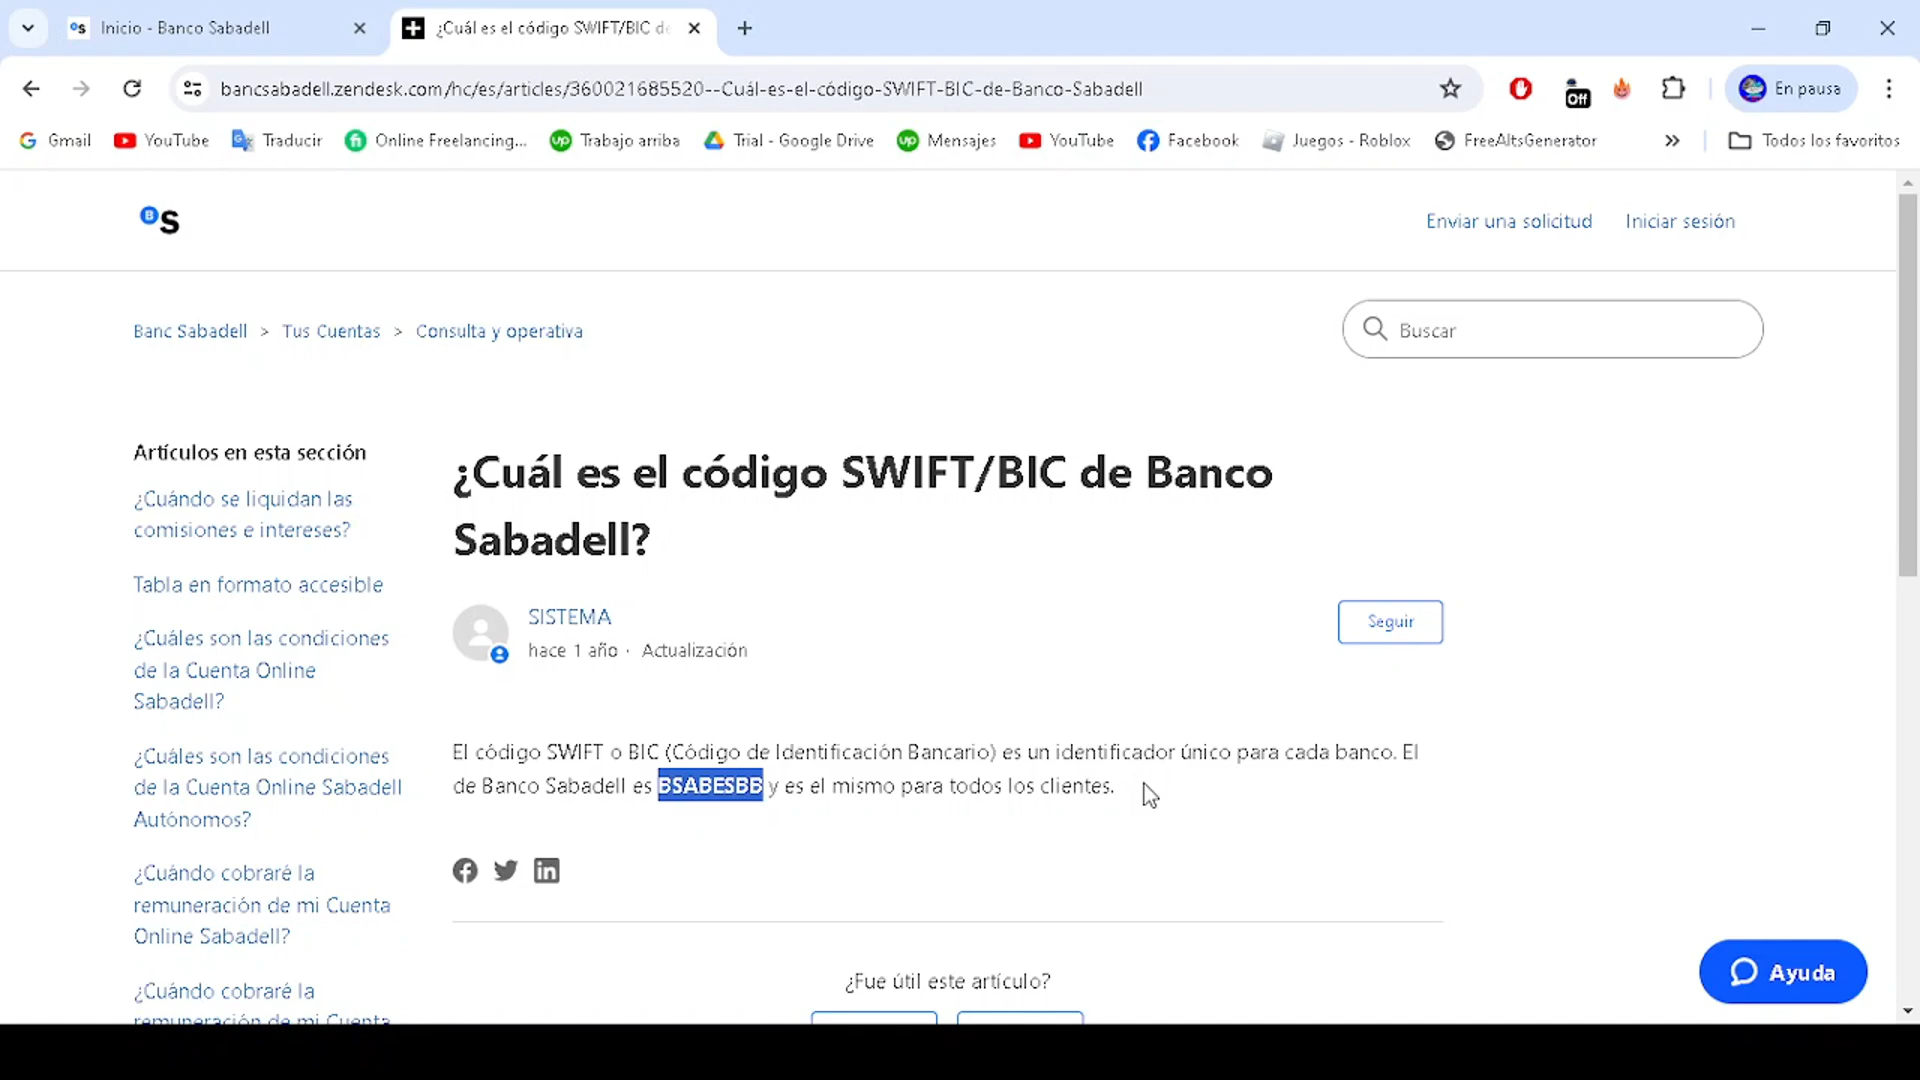 Inicio - Banco Sabadell
¿Cuál es el código SWIFT/BIC de
bancsabadell.zendesk.com/hc/es/articles/360021685520--Cuál-es-el-código-SWIFT-BIC-de-Banco-Sabadell
Off
En pausa
Gmail
YouTube
Traducir
Online Freelancing...
Trabajo arriba
Trial - Google Drive
Mensajes
YouTube
Facebook
Juegos - Roblox
FreeAltsGenerator
Todos los favoritos
BS
Enviar una solicitud
Iniciar sesión
Banc Sabadell > Tus Cuentas > Consulta y operativa
Buscar
Artículos en esta sección
¿Cuándo se liquidan las
comisiones e intereses?
Tabla en formato accesible
¿Cuáles son las condiciones
de la Cuenta Online
Sabadell?
¿Cuáles son las condiciones
de la Cuenta Online Sabadell
Autónomos?
¿Cuándo cobraré la
remuneración de mi Cuenta
Online Sabadell?
¿Cuándo cobraré la
remuneración de mi Cuenta
¿Cuál es el código SWIFT/BIC de Banco
Sabadell?
SISTEMA
hace 1 año · Actualización
Seguir
El código SWIFT o BIC (Código de Identificación Bancario) es un identificador único para cada banco. El
de Banco Sabadell es BSABESBB y es el mismo para todos los clientes.
¿Fue útil este artículo?
Ayuda